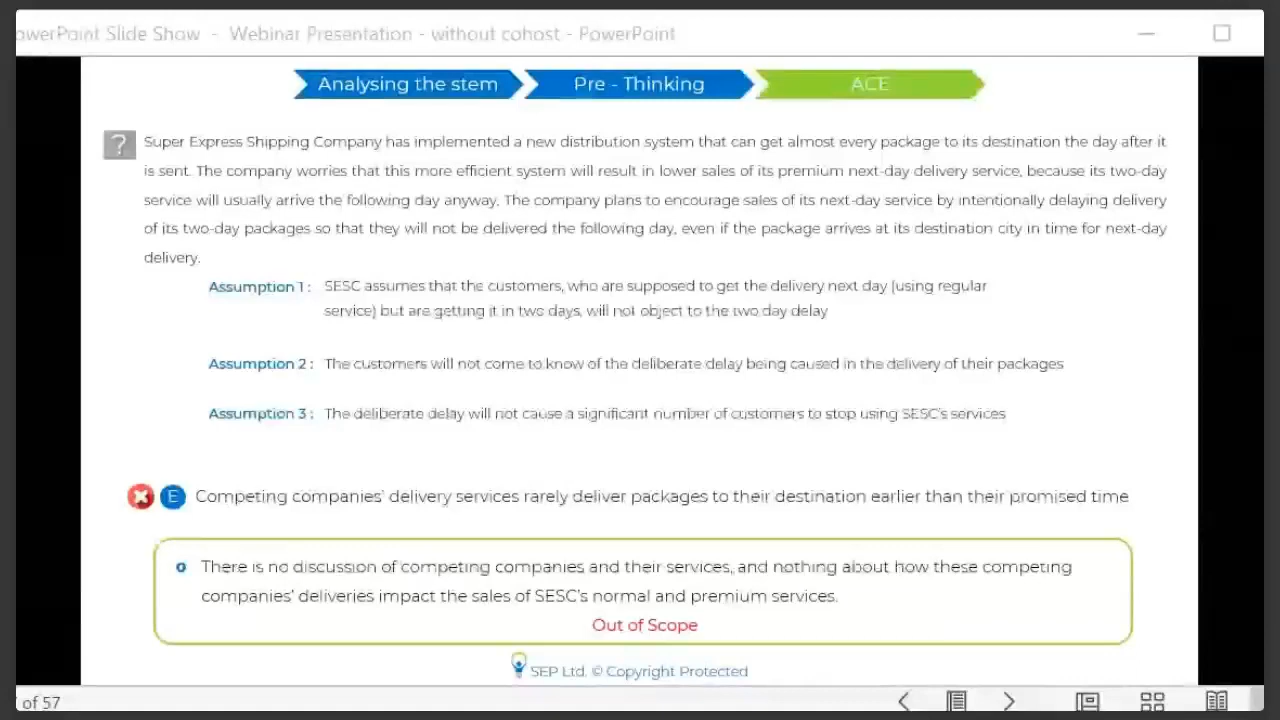 owerPoint Slide Show - Webinar Presentation - without cohost - PowerPoint
Analysing the stem Pre - Thinking ACE
? Super Express Shipping Company has implemented a new distribution system that can get almost every package to its destination the day after it
is sent. The company worries that this more efficient system will result in lower sales of its premium next-day delivery service, because its two-day
service will usually arrive the following day anyway. The company plans to encourage sales of its next-day service by intentionally delaying delivery
of its two-day packages so that they will not be delivered the following day, even if the package arrives at its destination city in time for next-day
delivery.
Assumption 1 : SESC assumes that the customers, who are supposed to get the delivery next day (using regular
service) but are getting it in two days, will not object to the two day delay
Assumption 2 : The customers will not come to know of the deliberate delay being caused in the delivery of their packages
Assumption 3 : The deliberate delay will not cause a significant number of customers to stop using SESC's services
E Competing companies' delivery services rarely deliver packages to their destination earlier than their promised time
There is no discussion of competing companies and their services, and nothing about how these competing
companies' deliveries impact the sales of SESC's normal and premium services.
Out of Scope
SEP Ltd. © Copyright Protected
of 57